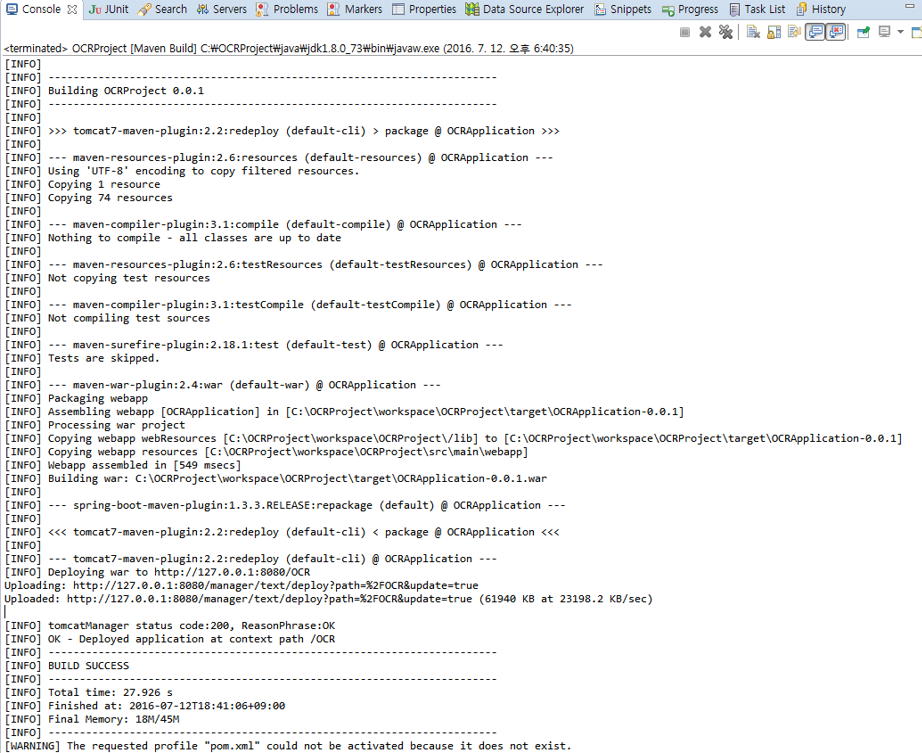 Console JUnit Search Servers Problems Markers Properties Data Source Explorer Snippets Progress Task List History
<terminated> OCRProject [Maven Build] C:₩OCRProject₩java₩jdk1.8.0_73₩bin₩javaw.exe (2016. 7. 12. 오후 6:40:35)
[INFO]
[INFO] ------------------------------------------------------------------------
[INFO] Building OCRProject 0.0.1
[INFO] ------------------------------------------------------------------------
[INFO]
[INFO] >>> tomcat7-maven-plugin:2.2:redeploy (default-cli) > package @ OCRApplication >>>
[INFO]
[INFO] --- maven-resources-plugin:2.6:resources (default-resources) @ OCRApplication ---
[INFO] Using 'UTF-8' encoding to copy filtered resources.
[INFO] Copying 1 resource
[INFO] Copying 74 resources
[INFO]
[INFO] --- maven-compiler-plugin:3.1:compile (default-compile) @ OCRApplication ---
[INFO] Nothing to compile - all classes are up to date
[INFO]
[INFO] --- maven-resources-plugin:2.6:testResources (default-testResources) @ OCRApplication ---
[INFO] Not copying test resources
[INFO]
[INFO] --- maven-compiler-plugin:3.1:testCompile (default-testCompile) @ OCRApplication ---
[INFO] Not compiling test sources
[INFO]
[INFO] --- maven-surefire-plugin:2.18.1:test (default-test) @ OCRApplication ---
[INFO] Tests are skipped.
[INFO]
[INFO] --- maven-war-plugin:2.4:war (default-war) @ OCRApplication ---
[INFO] Packaging webapp
[INFO] Assembling webapp [OCRApplication] in [C:\OCRProject\workspace\OCRProject\target\OCRApplication-0.0.1]
[INFO] Processing war project
[INFO] Copying webapp webResources [C:\OCRProject\workspace\OCRProject\/lib] to [C:\OCRProject\workspace\OCRProject\target\OCRApplication-0.0.1]
[INFO] Copying webapp resources [C:\OCRProject\workspace\OCRProject\src\main\webapp]
[INFO] Webapp assembled in [549 msecs]
[INFO] Building war: C:\OCRProject\workspace\OCRProject\target\OCRApplication-0.0.1.war
[INFO]
[INFO] --- spring-boot-maven-plugin:1.3.3.RELEASE:repackage (default) @ OCRApplication ---
[INFO]
[INFO] <<< tomcat7-maven-plugin:2.2:redeploy (default-cli) < package @ OCRApplication <<<
[INFO]
[INFO] --- tomcat7-maven-plugin:2.2:redeploy (default-cli) @ OCRApplication ---
[INFO] Deploying war to http://127.0.0.1:8080/OCR
Uploading: http://127.0.0.1:8080/manager/text/deploy?path=%2FOCR&update=true
Uploaded: http://127.0.0.1:8080/manager/text/deploy?path=%2FOCR&update=true (61940 KB at 23198.2 KB/sec)
[INFO] tomcatManager status code:200, ReasonPhrase:OK
[INFO] OK - Deployed application at context path /OCR
[INFO] ------------------------------------------------------------------------
[INFO] BUILD SUCCESS
[INFO] ------------------------------------------------------------------------
[INFO] Total time: 27.926 s
[INFO] Finished at: 2016-07-12T18:41:06+09:00
[INFO] Final Memory: 18M/45M
[INFO] ------------------------------------------------------------------------
[WARNING] The requested profile "pom.xml" could not be activated because it does not exist.